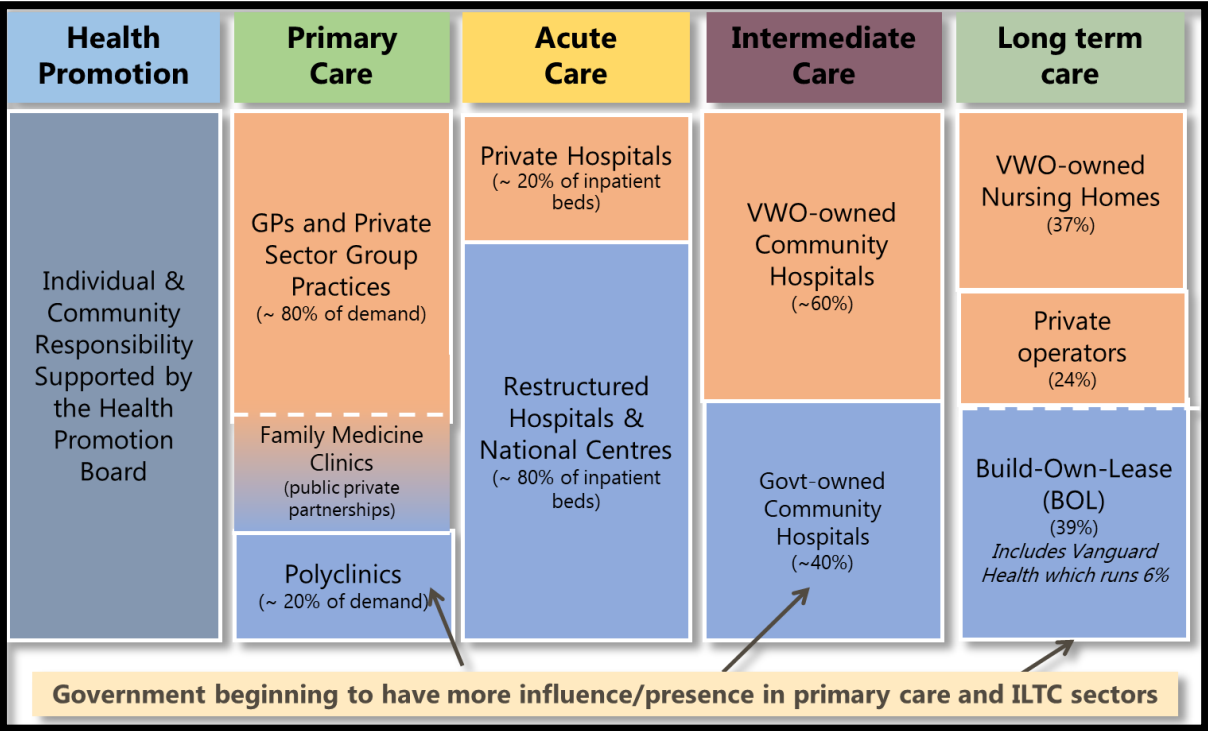 Health
Promotion
Primary
Care
Acute
Care
Intermediate
Care
Long term
care
Individual &
Community
Responsibility
Supported by
the Health
Promotion
Board
GPs and Private
Sector Group
Practices
(~ 80% of demand)
Family Medicine
Clinics
(public private
partnerships)
Polyclinics
(~ 20% of demand)
Private Hospitals
(~ 20% of inpatient
beds)
Restructured
Hospitals &
National Centres
(~ 80% of inpatient
beds)
VWO-owned
Community
Hospitals
(~60%)
Govt-owned
Community
Hospitals
(~40%)
VWO-owned
Nursing Homes
(37%)
Private
operators
(24%)
Build-Own-Lease
(BOL)
(39%)
Includes Vanguard
Health which runs 6%
Government beginning to have more influence/presence in primary care and ILTC sectors